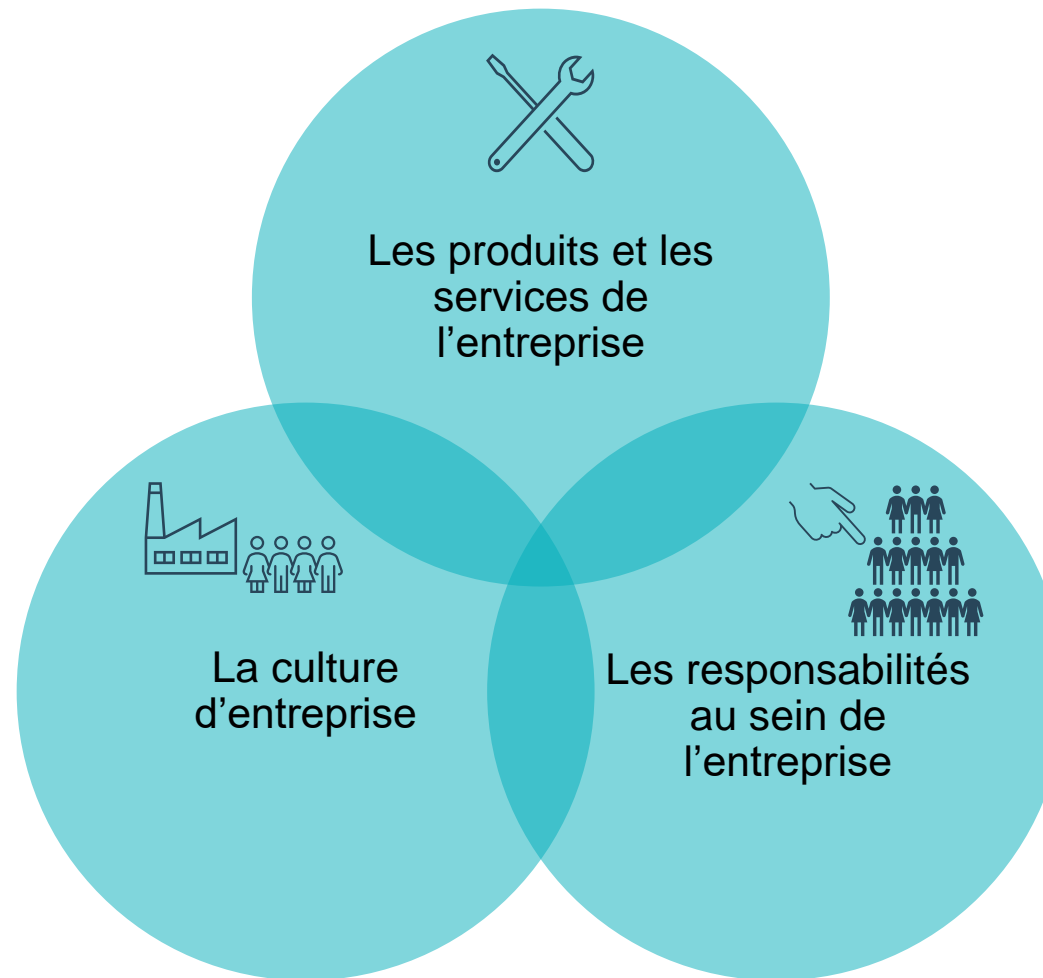 Les produits et les
services de
l’entreprise
La culture
d’entreprise
Les responsabilités
au sein de
l’entreprise